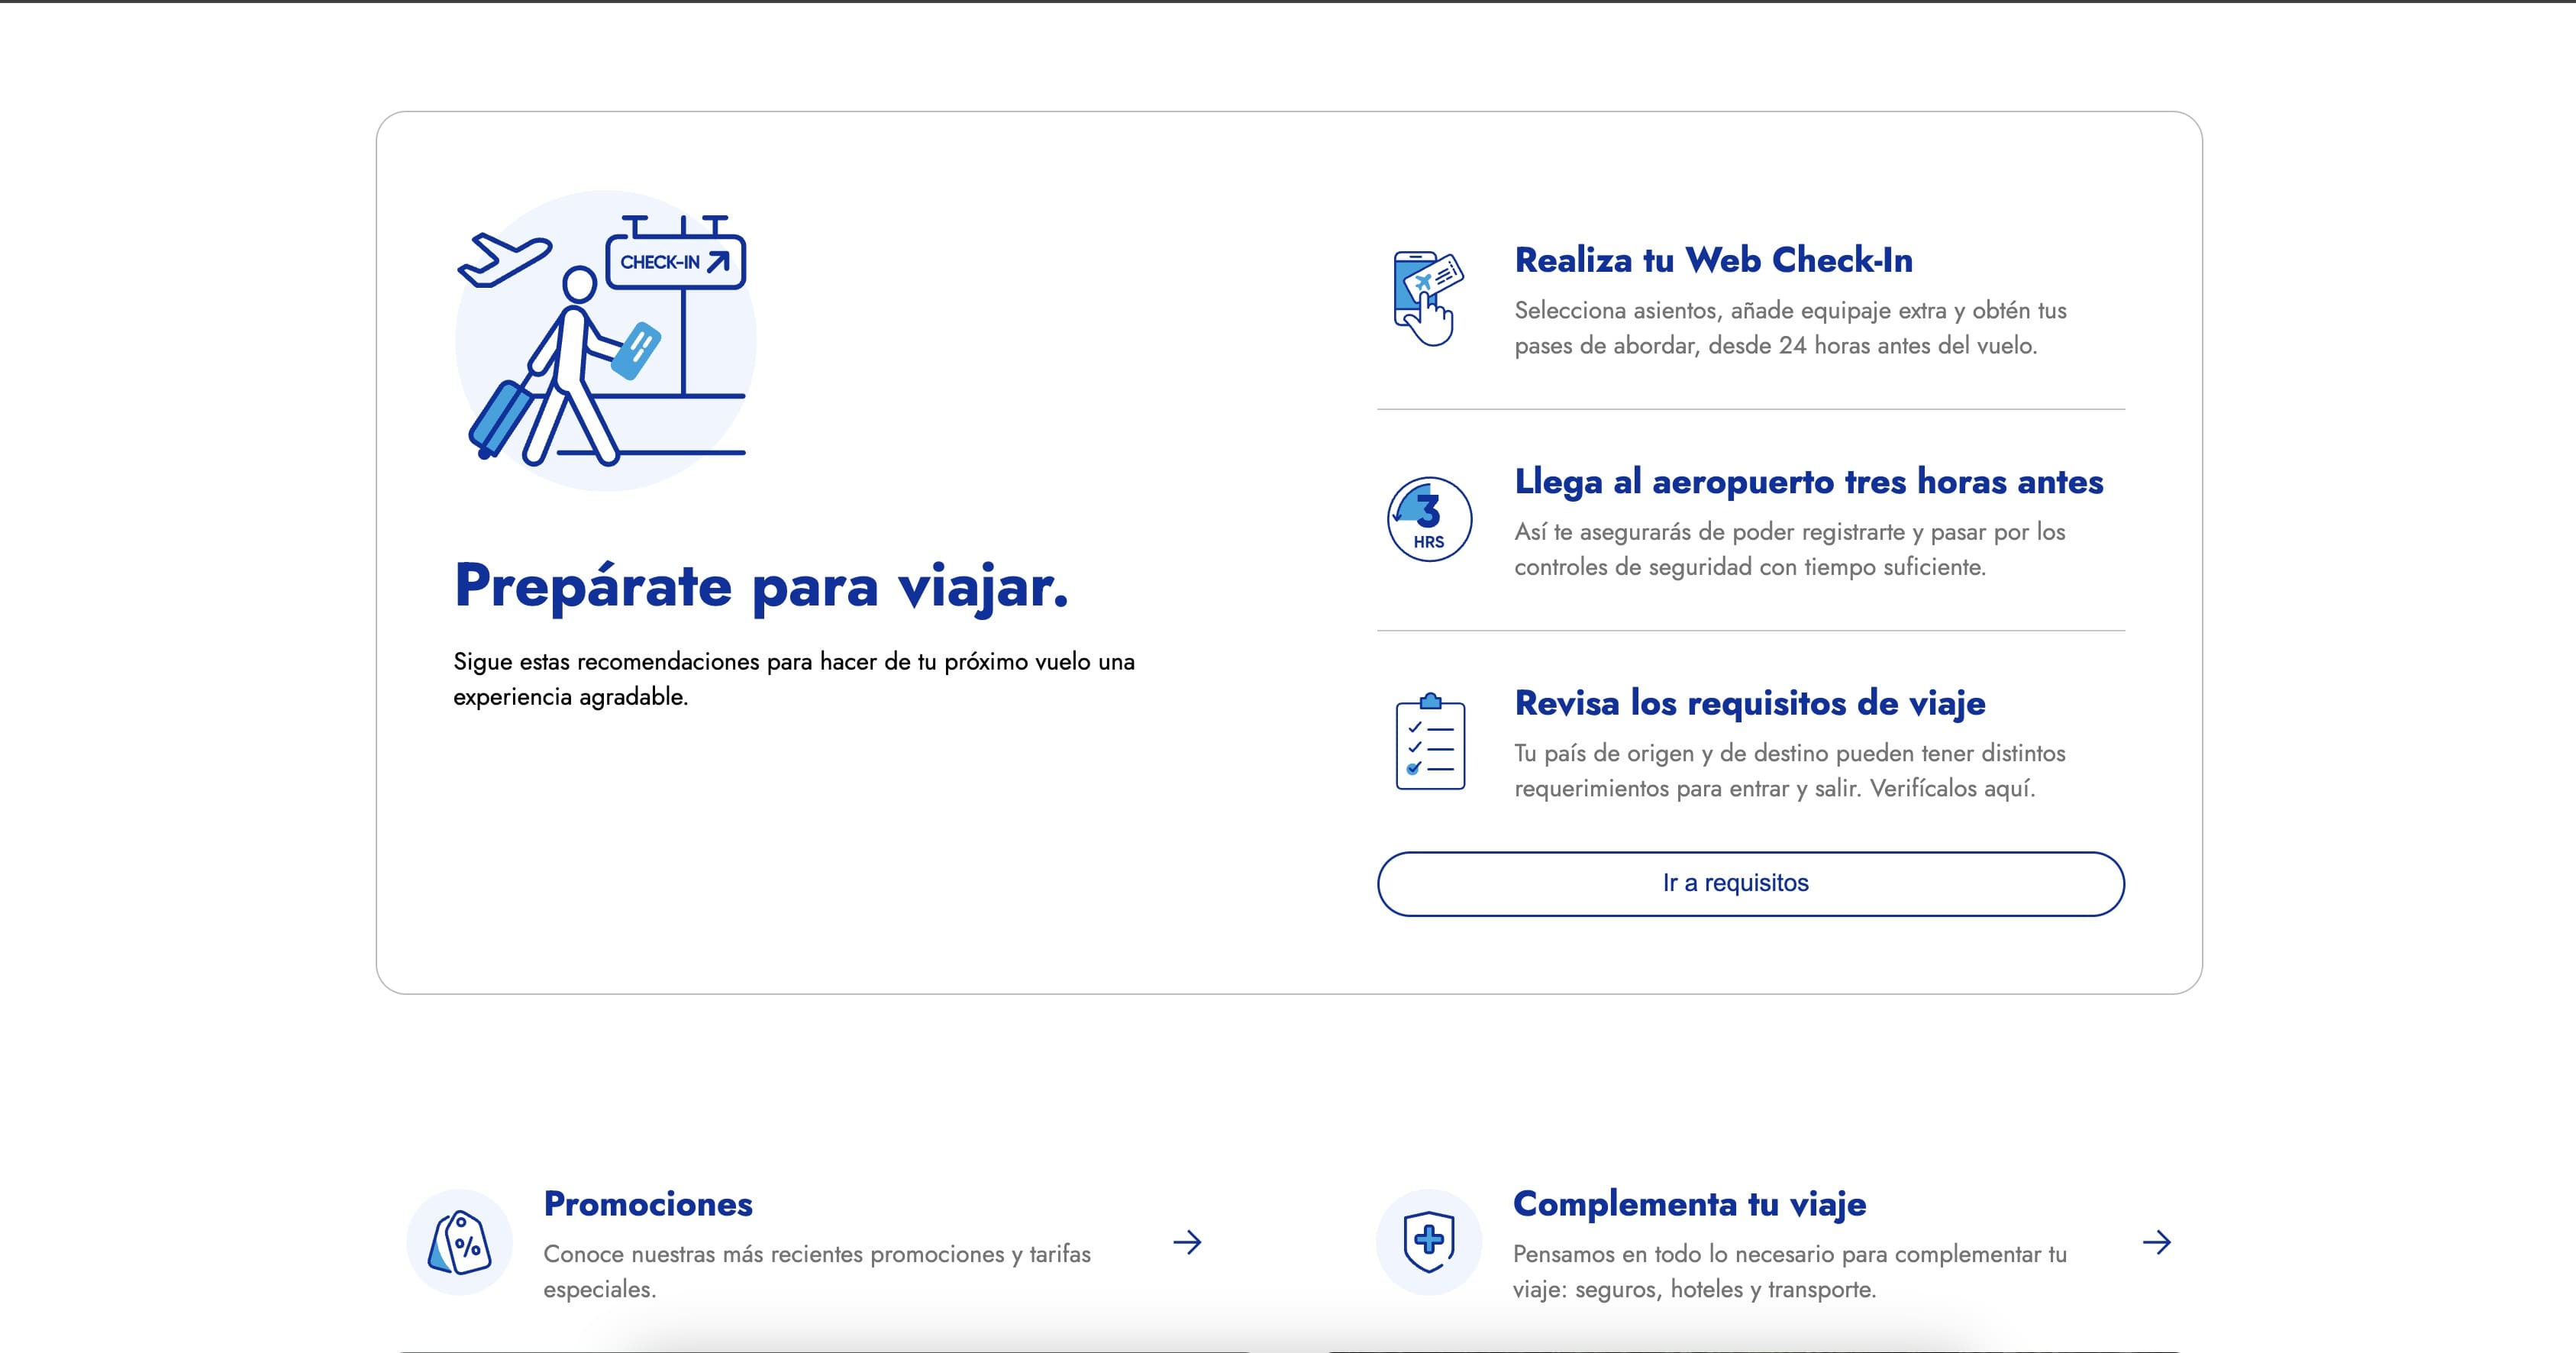 CHECK-IN
Prepárate para viajar.
Sigue estas recomendaciones para hacer de tu próximo vuelo una
experiencia agradable.
Realiza tu Web Check-In
Selecciona asientos, añade equipaje extra y obtén tus
pases de abordar, desde 24 horas antes del vuelo.
3
HRS
Llega al aeropuerto tres horas antes
Así te asegurarás de poder registrarte y pasar por los
controles de seguridad con tiempo suficiente.
Revisa los requisitos de viaje
Tu país de origen y de destino pueden tener distintos
requerimientos para entrar y salir. Verifícalos aquí.
Ir a requisitos
%
Promociones
Conoce nuestras más recientes promociones y tarifas
especiales.
Complementa tu viaje
Pensamos en todo lo necesario para complementar tu
viaje: seguros, hoteles y transporte.